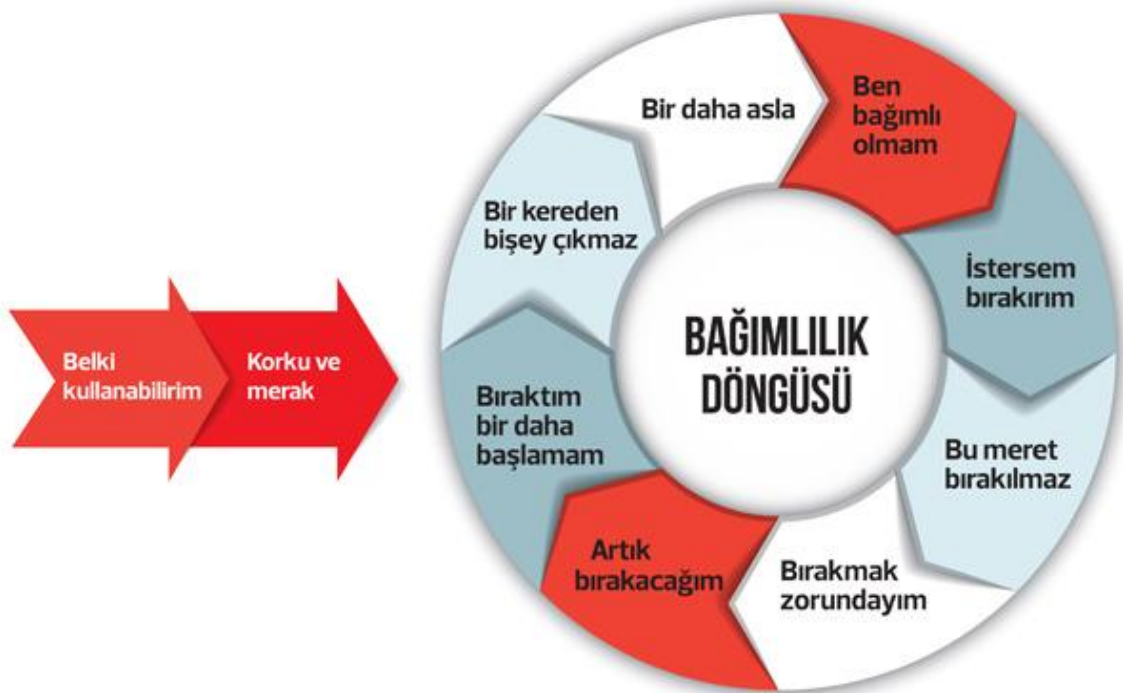 Belki
kullanabilirim
Korku ve
merak
BAĞIMLILIK
DÖNGÜSÜ
Bir kereden
bişey çıkmaz
Bir daha asla
Ben
bağımlı
olmam
İstersem
bırakırım
Bu meret
bırakılmaz
Bırakmak
zorundayım
Artık
bırakacağım
Bıraktım
bir daha
başlamam